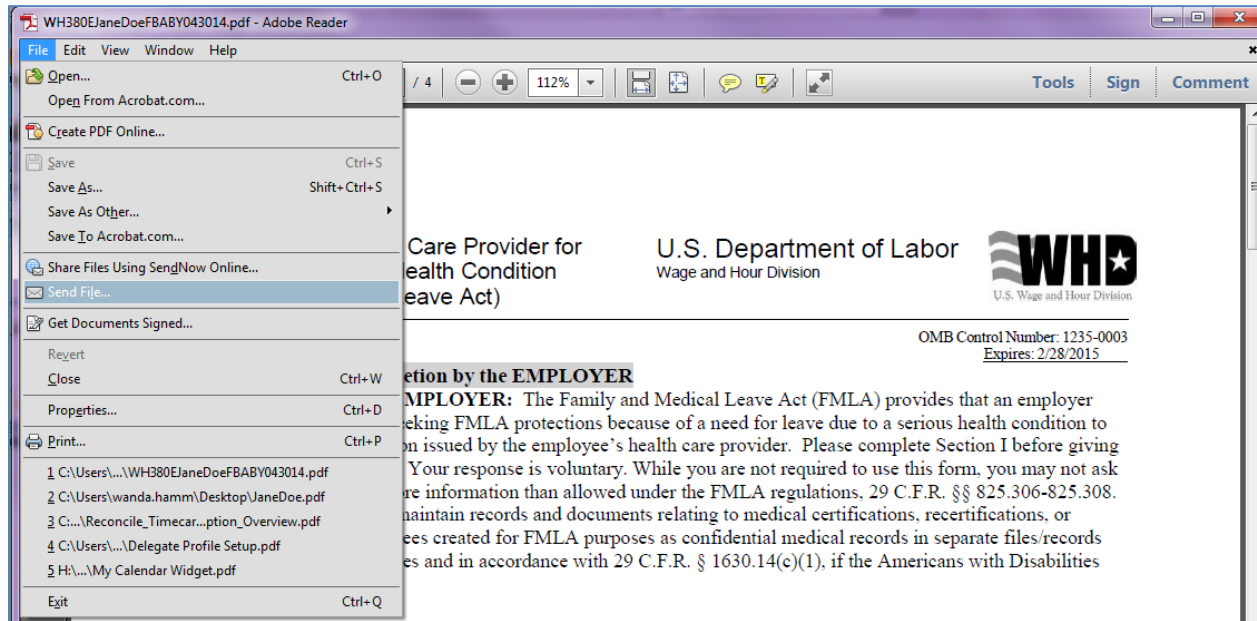 WH380EJaneDoeFBABY043014.pdf - Adobe Reader
File Edit View Window Help
Open... Ctrl+O
Open From Acrobat.com...
Create PDF Online...
Save Ctrl+S
Save As... Shift+Ctrl+S
Save As Other...
Save To Acrobat.com...
Share Files Using SendNow Online...
Send File...
Get Documents Signed...
Revert
Close Ctrl+W
Properties... Ctrl+D
Print... Ctrl+P
1 C:\Users\...\WH380EJaneDoeFBABY043014.pdf
2 C:\Users\wanda.hamm\Desktop\JaneDoe.pdf
3 C:\...\Reconcile_Timecar...ption_Overview.pdf
4 C:\Users\...\Delegate Profile Setup.pdf
5 H:\...\My Calendar Widget.pdf
Exit Ctrl+Q
/ 4 112% Tools Sign Comment
Care Provider for
ealth Condition
eave Act)
U.S. Department of Labor
Wage and Hour Division
WHD
U.S. Wage and Hour Division
OMB Control Number: 1235-0003
Expires: 2/28/2015
etion by the EMPLOYER
MPLOYER: The Family and Medical Leave Act (FMLA) provides that an employer
eking FMLA protections because of a need for leave due to a serious health condition to
on issued by the employee's health care provider. Please complete Section I before giving
Your response is voluntary. While you are not required to use this form, you may not ask
re information than allowed under the FMLA regulations, 29 C.F.R. §§ 825.306-825.308.
naintain records and documents relating to medical certifications, recertifications, or
ees created for FMLA purposes as confidential medical records in separate files/records
es and in accordance with 29 C.F.R. § 1630.14(c)(1), if the Americans with Disabilities